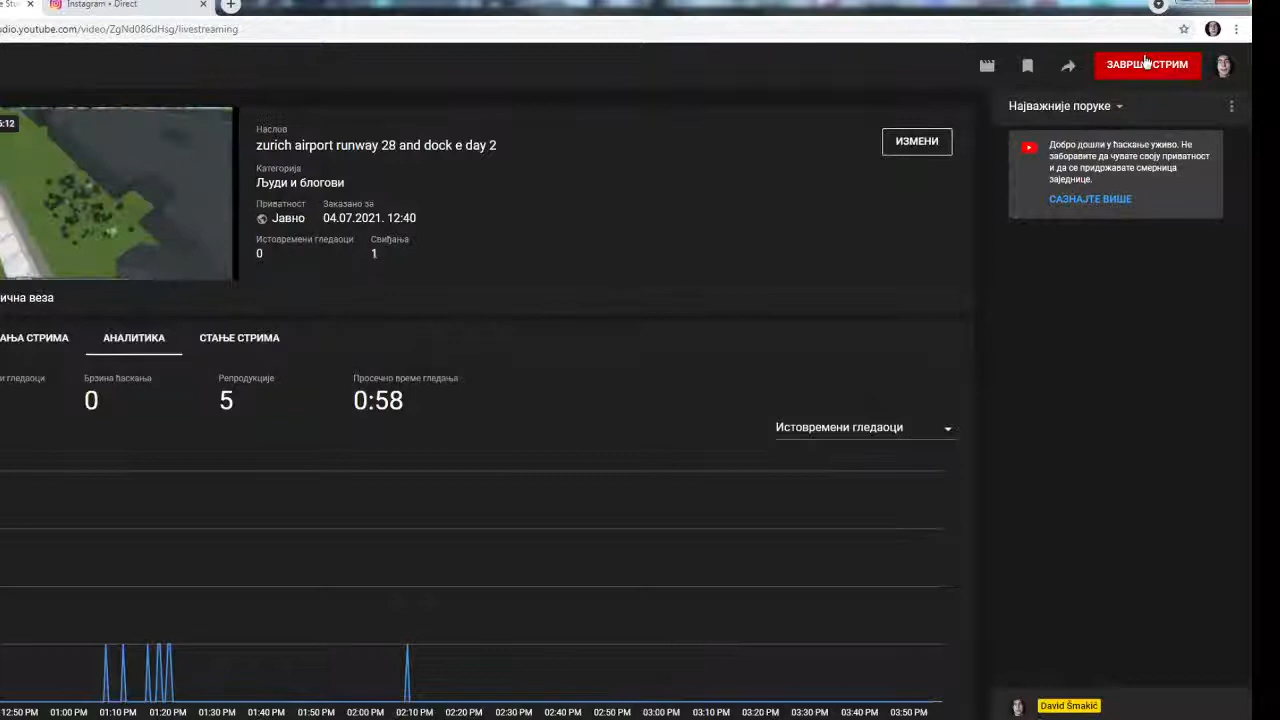 e Stu
Instagram • Direct
dio.youtube.com/video/ZgNd086dHsg/livestreaming
ЗАВРШИ СТРИМ
6:12
Наслов
zurich airport runway 28 and dock e day 2
ИЗМЕНИ
Категорија
Људи и блогови
Приватност
Заказано за
Јавно
04.07.2021. 12:40
Истовремени гледаоци
Свиђања
0
1
Најважније поруке
Добро дошли у ћаскање уживо. Не
заборавите да чувате своју приватност
и да се придржавате смерница
заједнице.
САЗНАЈТЕ ВИШЕ
ична веза
АЊА СТРИМА
АНАЛИТИКА
СТАЊЕ СТРИМА
и гледаоци
Брзина ћаскања
Репродукције
Просечно време гледања
0
5
0:58
Истовремени гледаоци
12:50 PM 01:00 PM 01:10 PM 01:20 PM 01:30 PM 01:40 PM 01:50 PM 02:00 PM 02:10 PM 02:20 PM 02:30 PM 02:40 PM 02:50 PM 03:00 PM 03:10 PM 03:20 PM 03:30 PM 03:40 PM 03:50 PM
David Šmakić